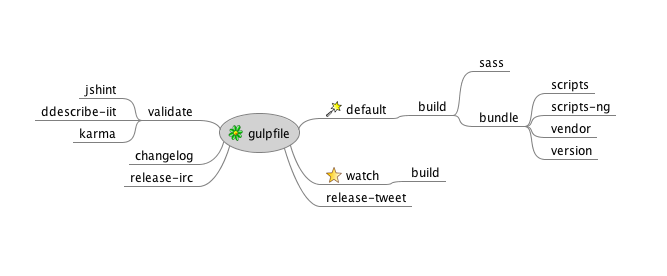 gulpfile
default
build
sass
bundle
scripts
scripts-ng
vendor
version
watch
build
release-tweet
validate
jshint
ddescribe-iit
karma
changelog
release-irc